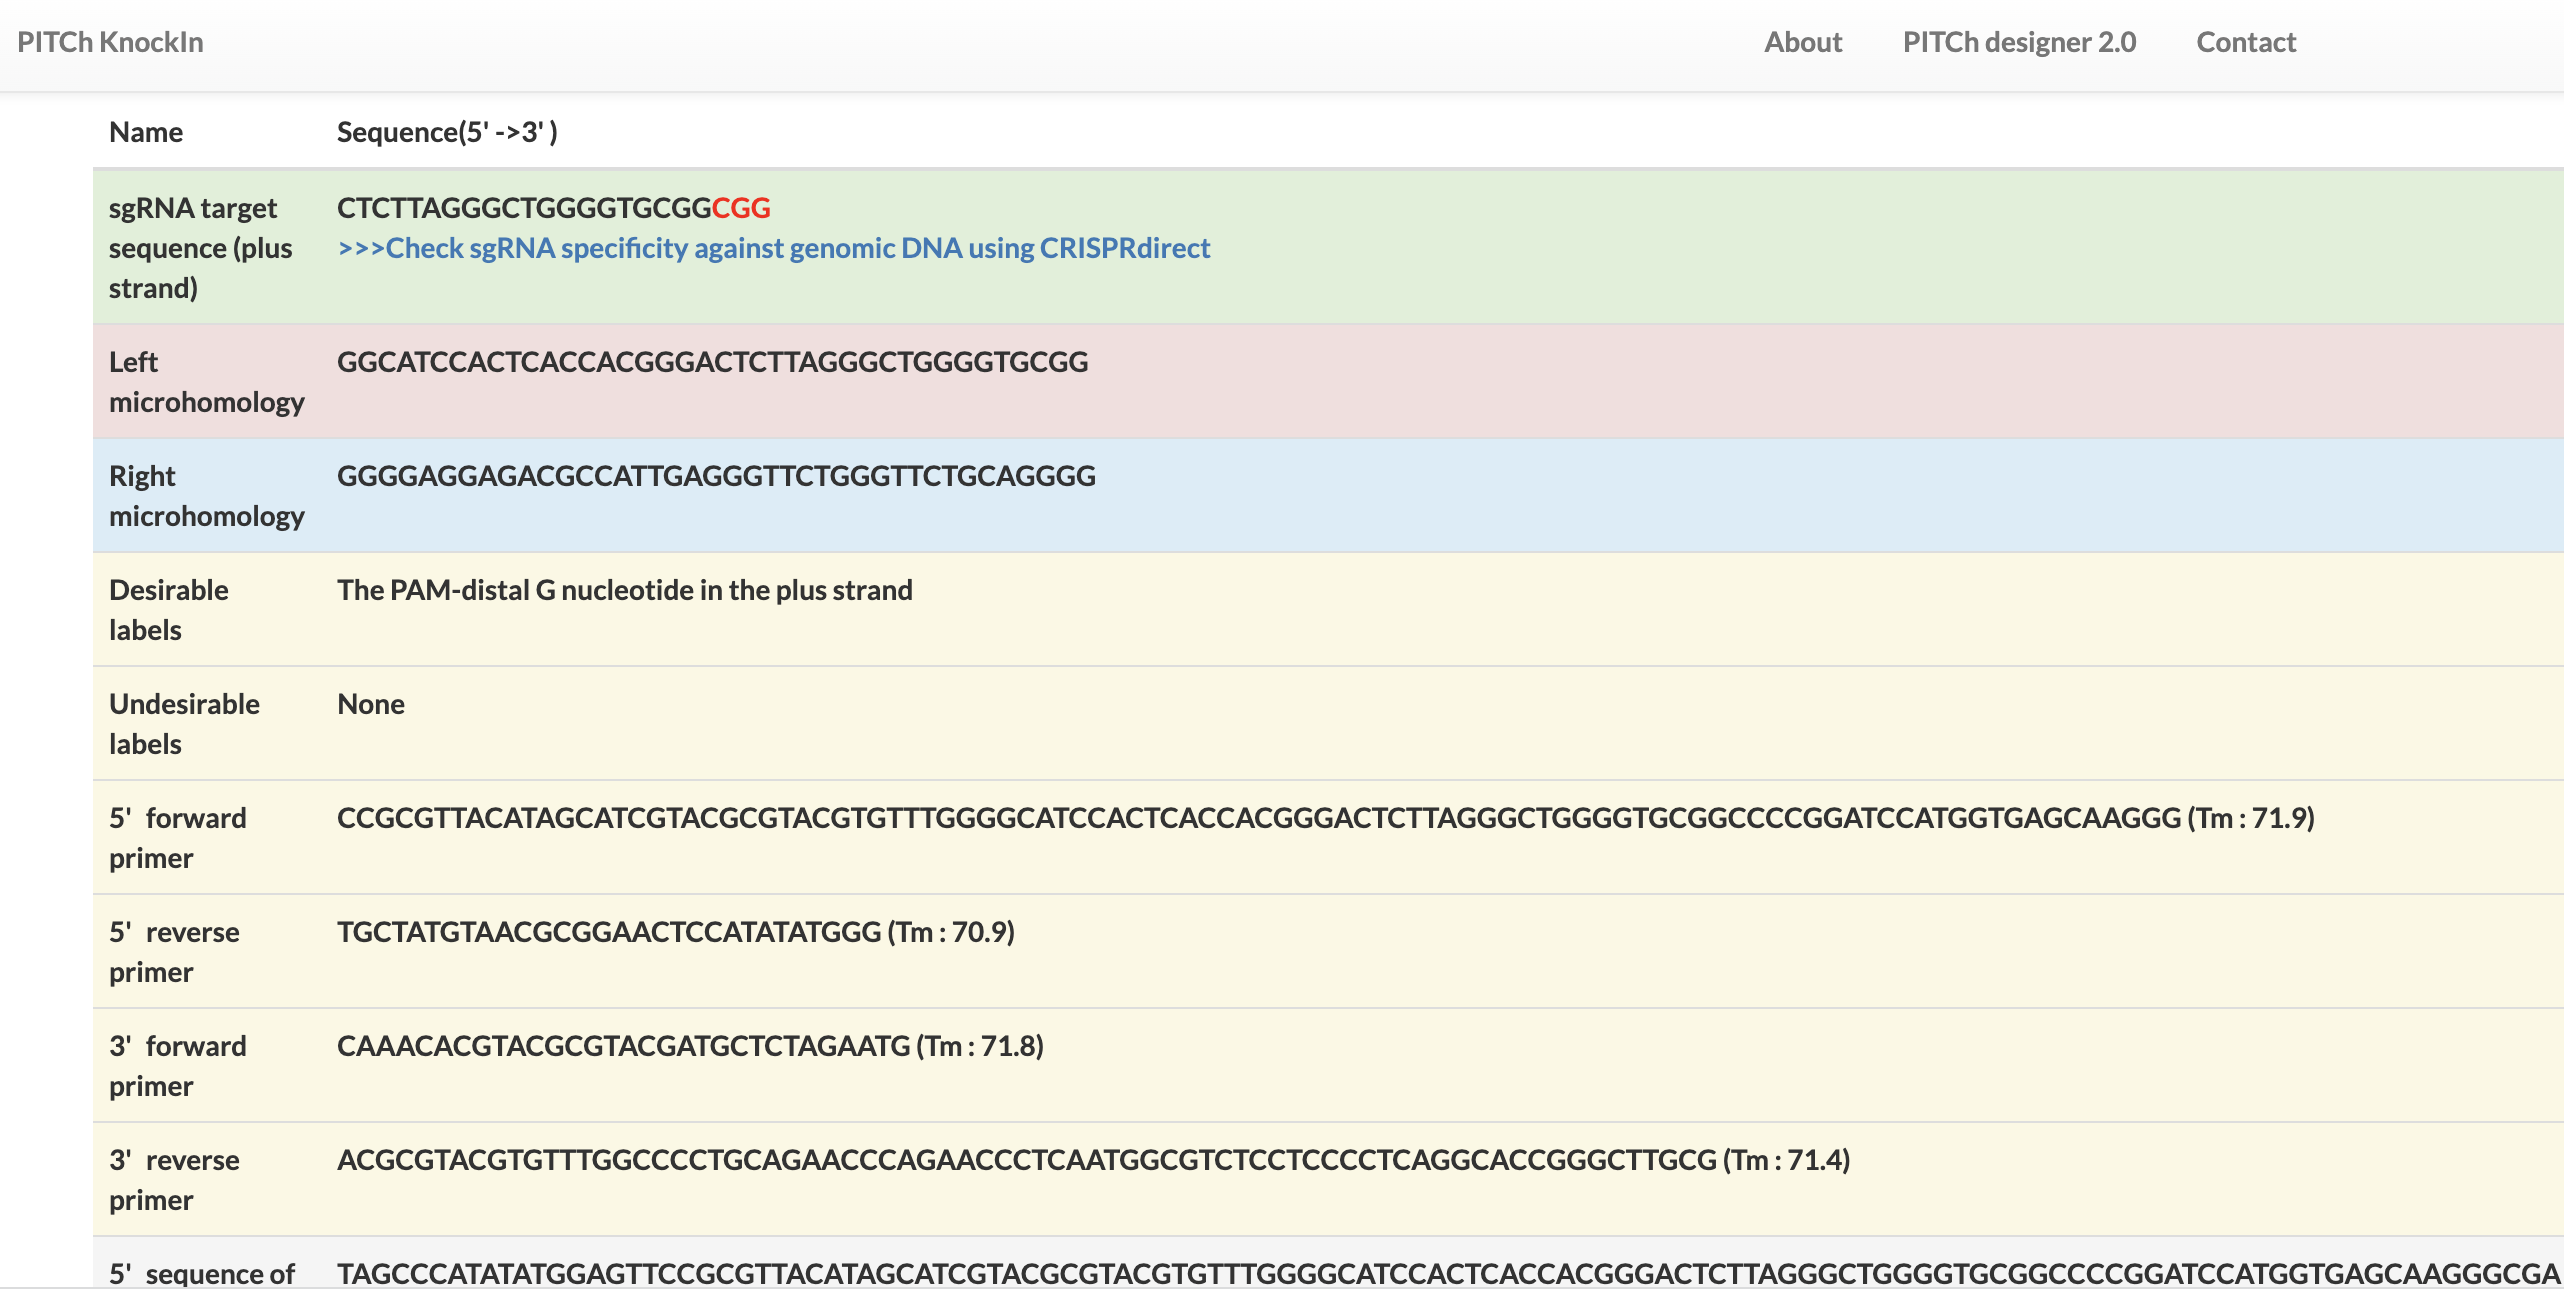 PITCh KnockIn About PITCh designer 2.0 Contact
Name Sequence(5' ->3' )
sgRNA target CTCTTAGGGCTGGGGTGCGGCGG
sequence (plus >>>Check sgRNA specificity against genomic DNA using CRISPRdirect
strand)
Left GGCATCCACTCACCACGGGACTCTTAGGGCTGGGGTGCGG
microhomology
Right GGGGAGGAGACGCCATTGAGGGTTCTGGGTTCTGCAGGGG
microhomology
Desirable The PAM-distal G nucleotide in the plus strand
labels
Undesirable None
labels
5' forward CCGCGTTACATAGCATCGTACGCGTACGTGTTTGGGGCATCCACTCACCACGGGACTCTTAGGGCTGGGGTGCGGCCCCGGATCCATGGTGAGCAAGGG (Tm : 71.9)
primer
5' reverse TGCTATGTAACGCGGAACTCCATATATGGG (Tm : 70.9)
primer
3' forward CAAACACGTACGCGTACGATGCTCTAGAATG (Tm : 71.8)
primer
3' reverse ACGCGTACGTGTTTGGCCCCTGCAGAACCCAGAACCCTCAATGGCGTCTCCTCCCCTCAGGCACCGGGCTTGCG (Tm : 71.4)
primer
5' sequence of TAGCCCATATATGGAGTTCCGCGTTACATAGCATCGTACGCGTACGTGTTTGGGGCATCCACTCACCACGGGACTCTTAGGGCTGGGGTGCGGCCCCGGATCCATGGTGAGCAAGGGCGA